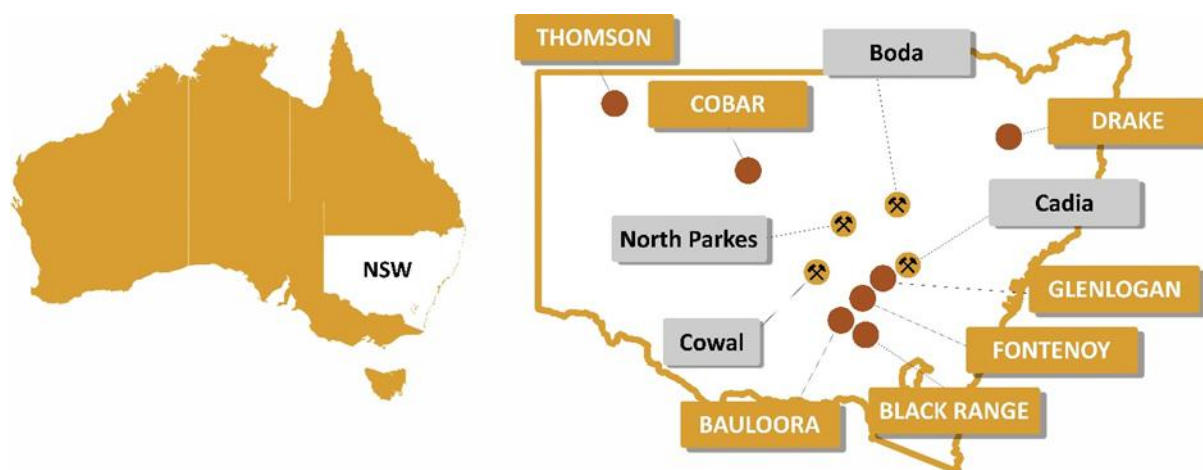 NSW
THOMSON
Boda
COBAR
DRAKE
Cadia
North Parkes
GLENLOGAN
Cowal
FONTENOY
BLACK RANGE
BAULOORA